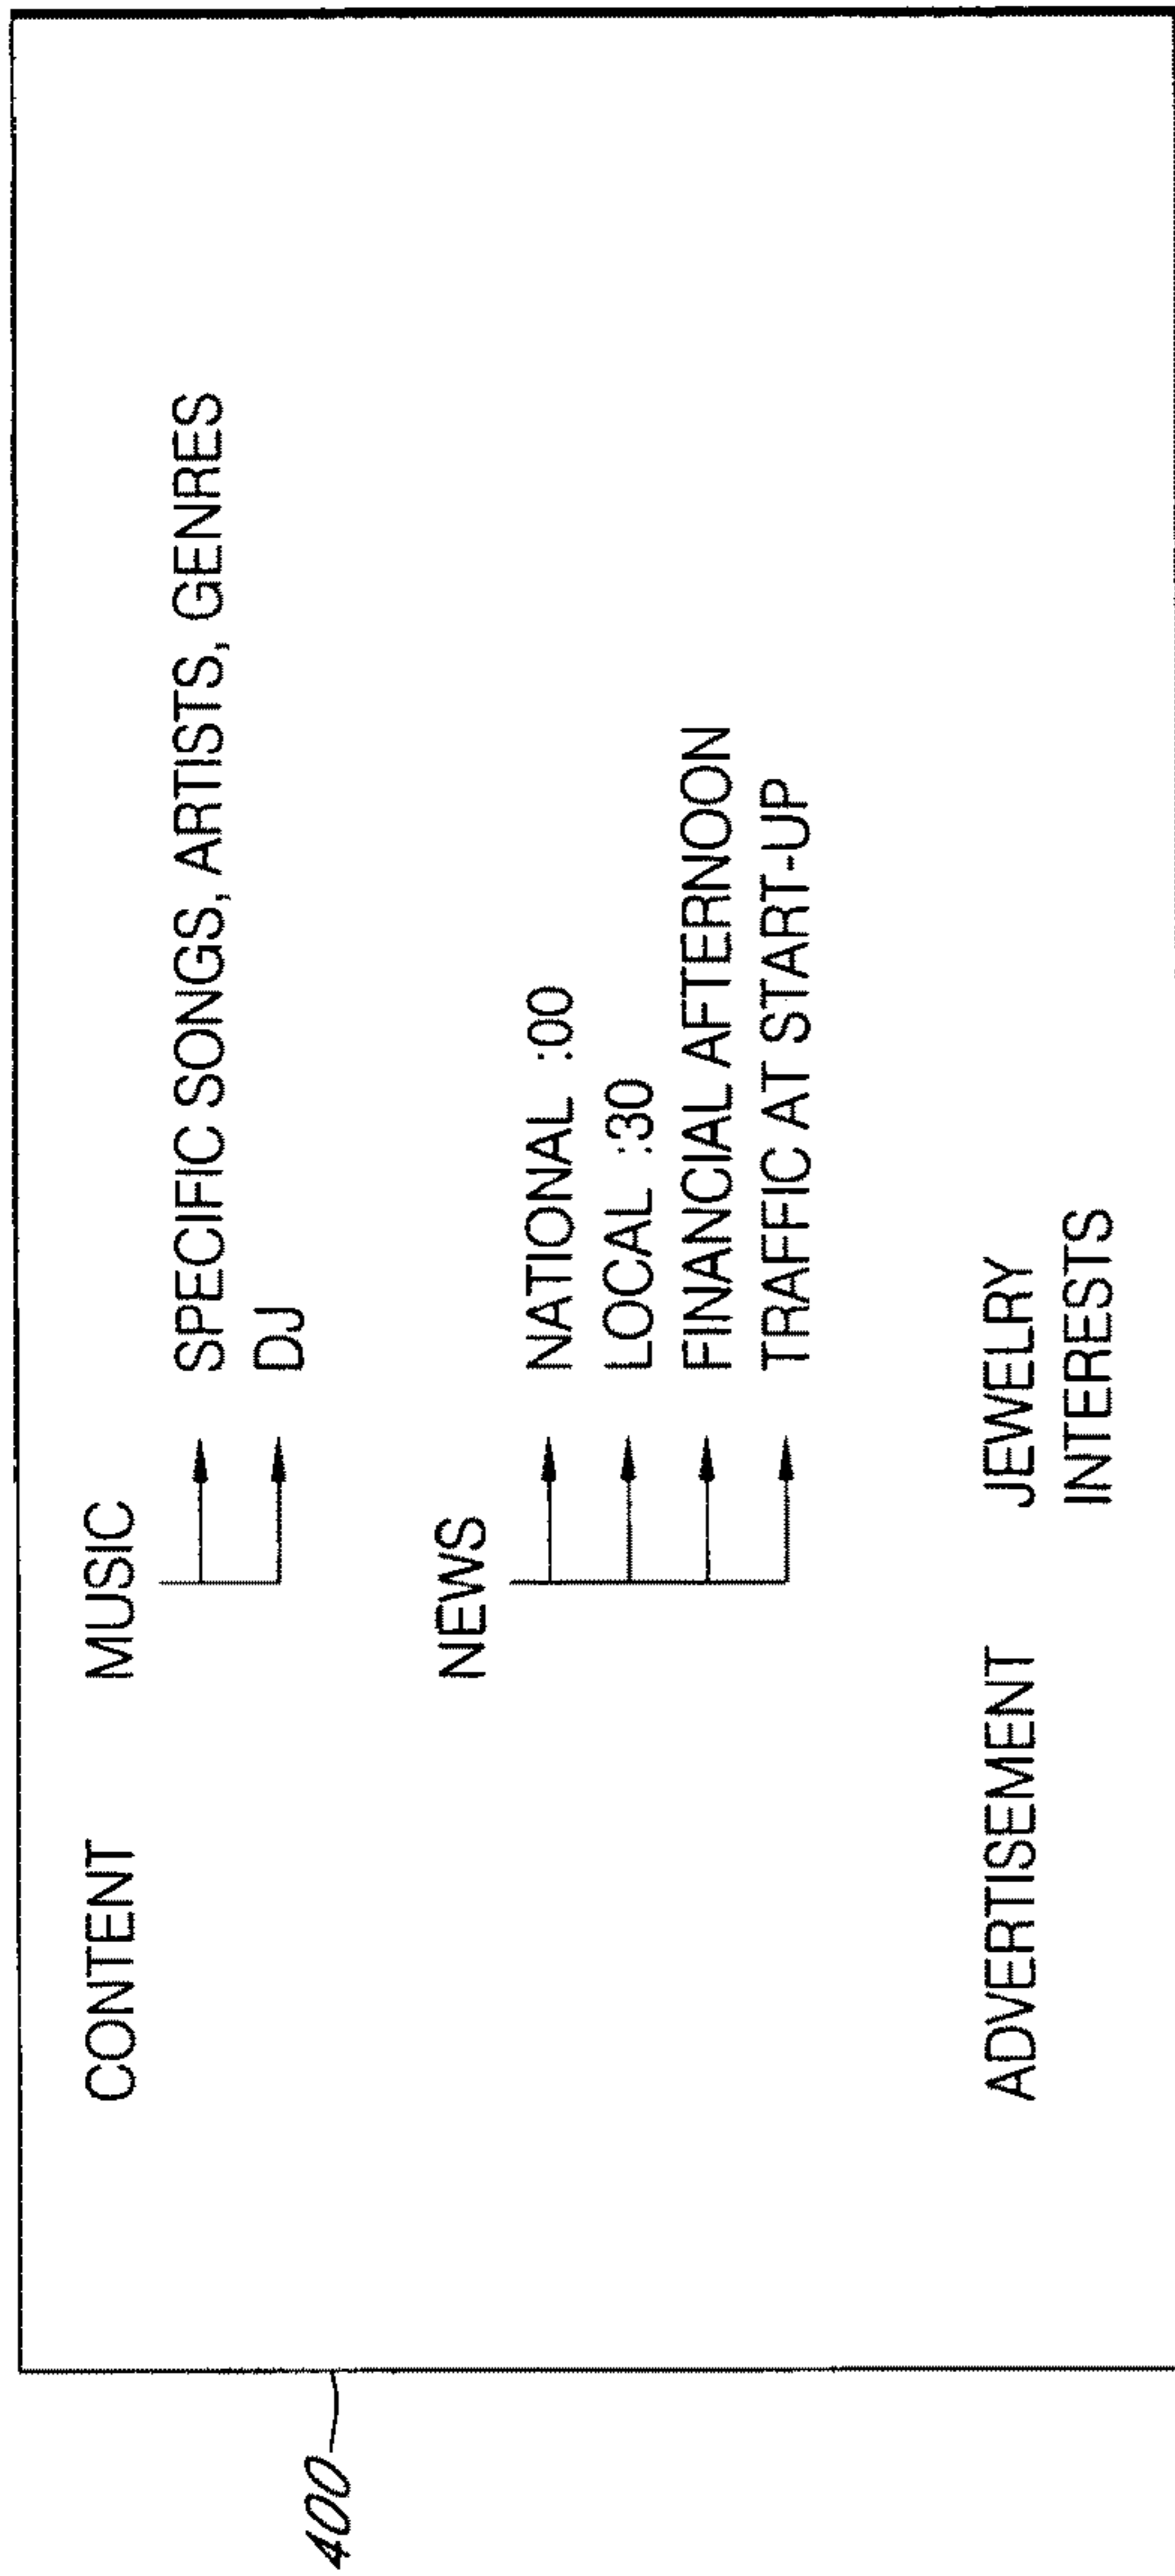 CONTENT MUSIC
SPECIFIC SONGS, ARTISTS, GENRES
DJ
NEWS
NATIONAL :00
LOCAL :30
FINANCIAL AFTERNOON
TRAFFIC AT START-UP
ADVERTISEMENT JEWELRY
INTERESTS
400